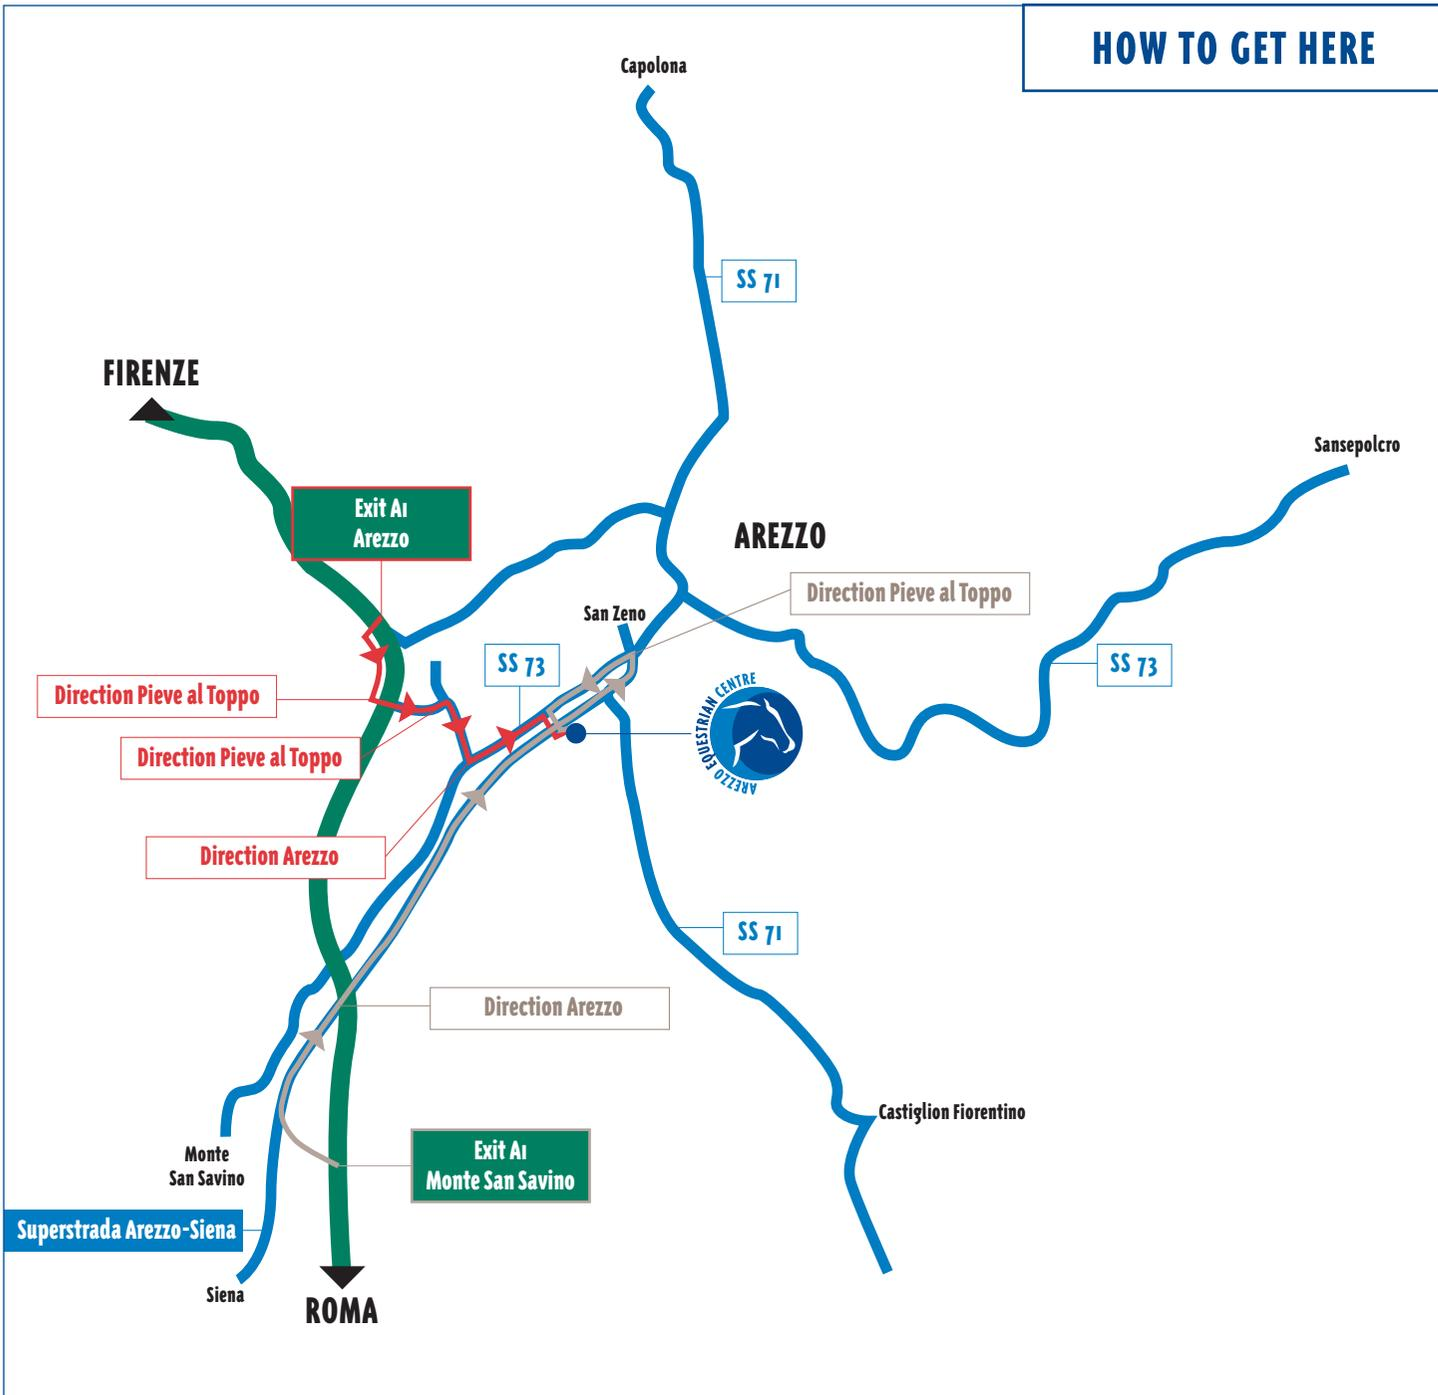 HOW TO GET HERE
Capolona
SS 71
FIRENZE
Sansepolcro
Exit A1
Arezzo
AREZZO
Direction Pieve al Toppo
San Zeno
SS 73
SS 73
Direction Pieve al Toppo
AREZZO EQUESTRIAN CENTRE
AREZZO
Direction Pieve al Toppo
Direction Arezzo
SS 71
Direction Arezzo
Castiglion Fiorentino
Monte
San Savino
Exit A1
Monte San Savino
Superstrada Arezzo-Siena
Siena
ROMA